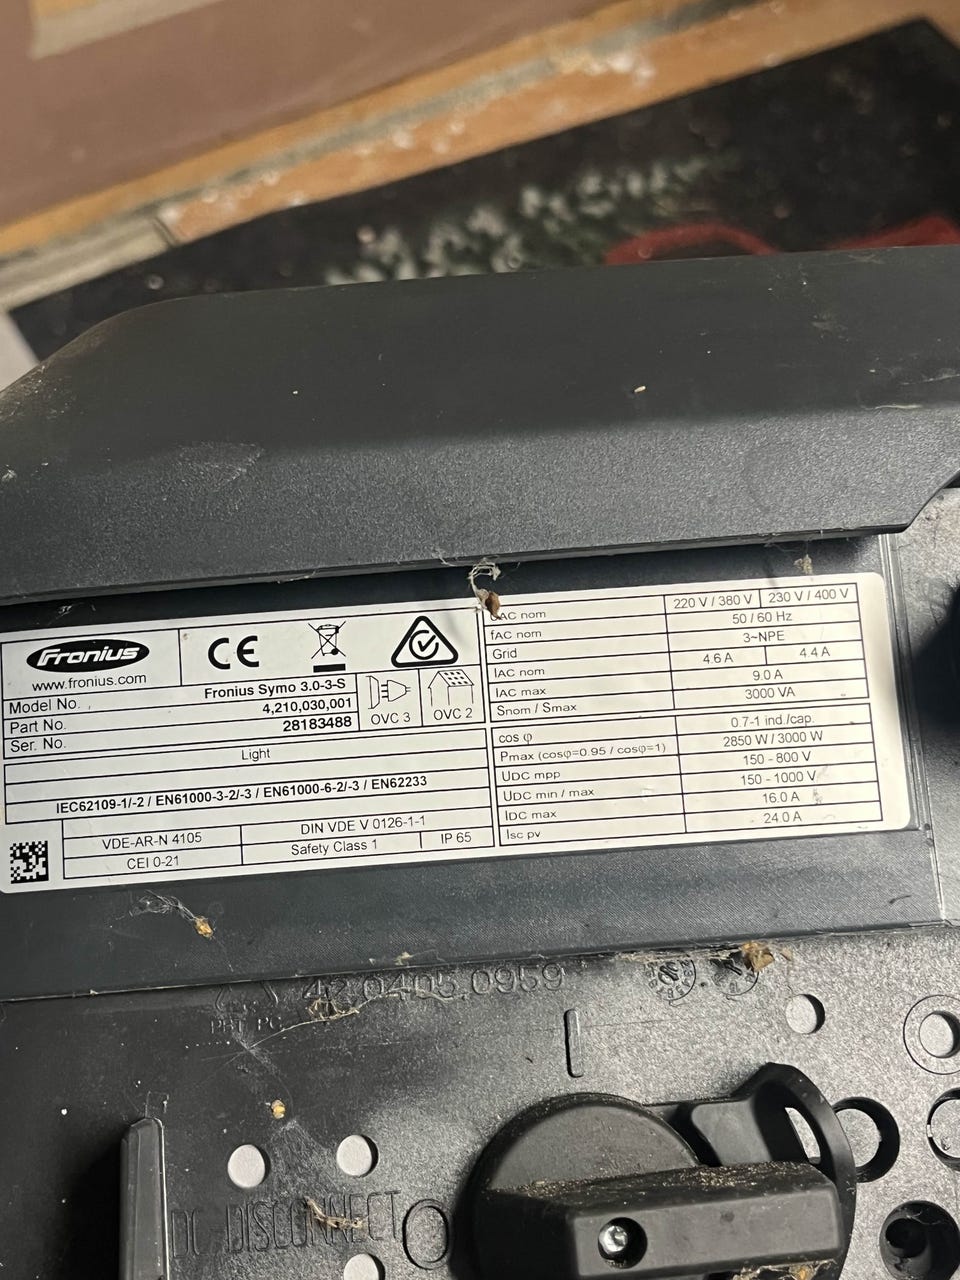 Fronius
www.fronius.com
CE
Model No. Fronius Symo 3.0-3-S
Part No. 4,210,030,001
Ser. No. 28183488
OVC 3
OVC 2
Light
IEC62109-1/-2 / EN61000-3-2/-3 / EN61000-6-2/-3 / EN62233
VDE-AR-N 4105
DIN VDE V 0126-1-1
CEI 0-21
Safety Class 1
IP 65
UAC nom 220 V / 380 V 230 V / 400 V
fAC nom 50 / 60 Hz
Grid 3~NPE
IAC nom 4.6 A 4.4 A
IAC max 9.0 A
Snom / Smax 3000 VA
cos φ 0.7-1 ind./cap.
Pmax (cosφ=0.95 / cosφ=1) 2850 W / 3000 W
UDC mpp 150 - 800 V
UDC min / max 150 - 1000 V
IDC max 16.0 A
Isc pv 24.0 A
42,0405,0959
DC-DISCONNECT